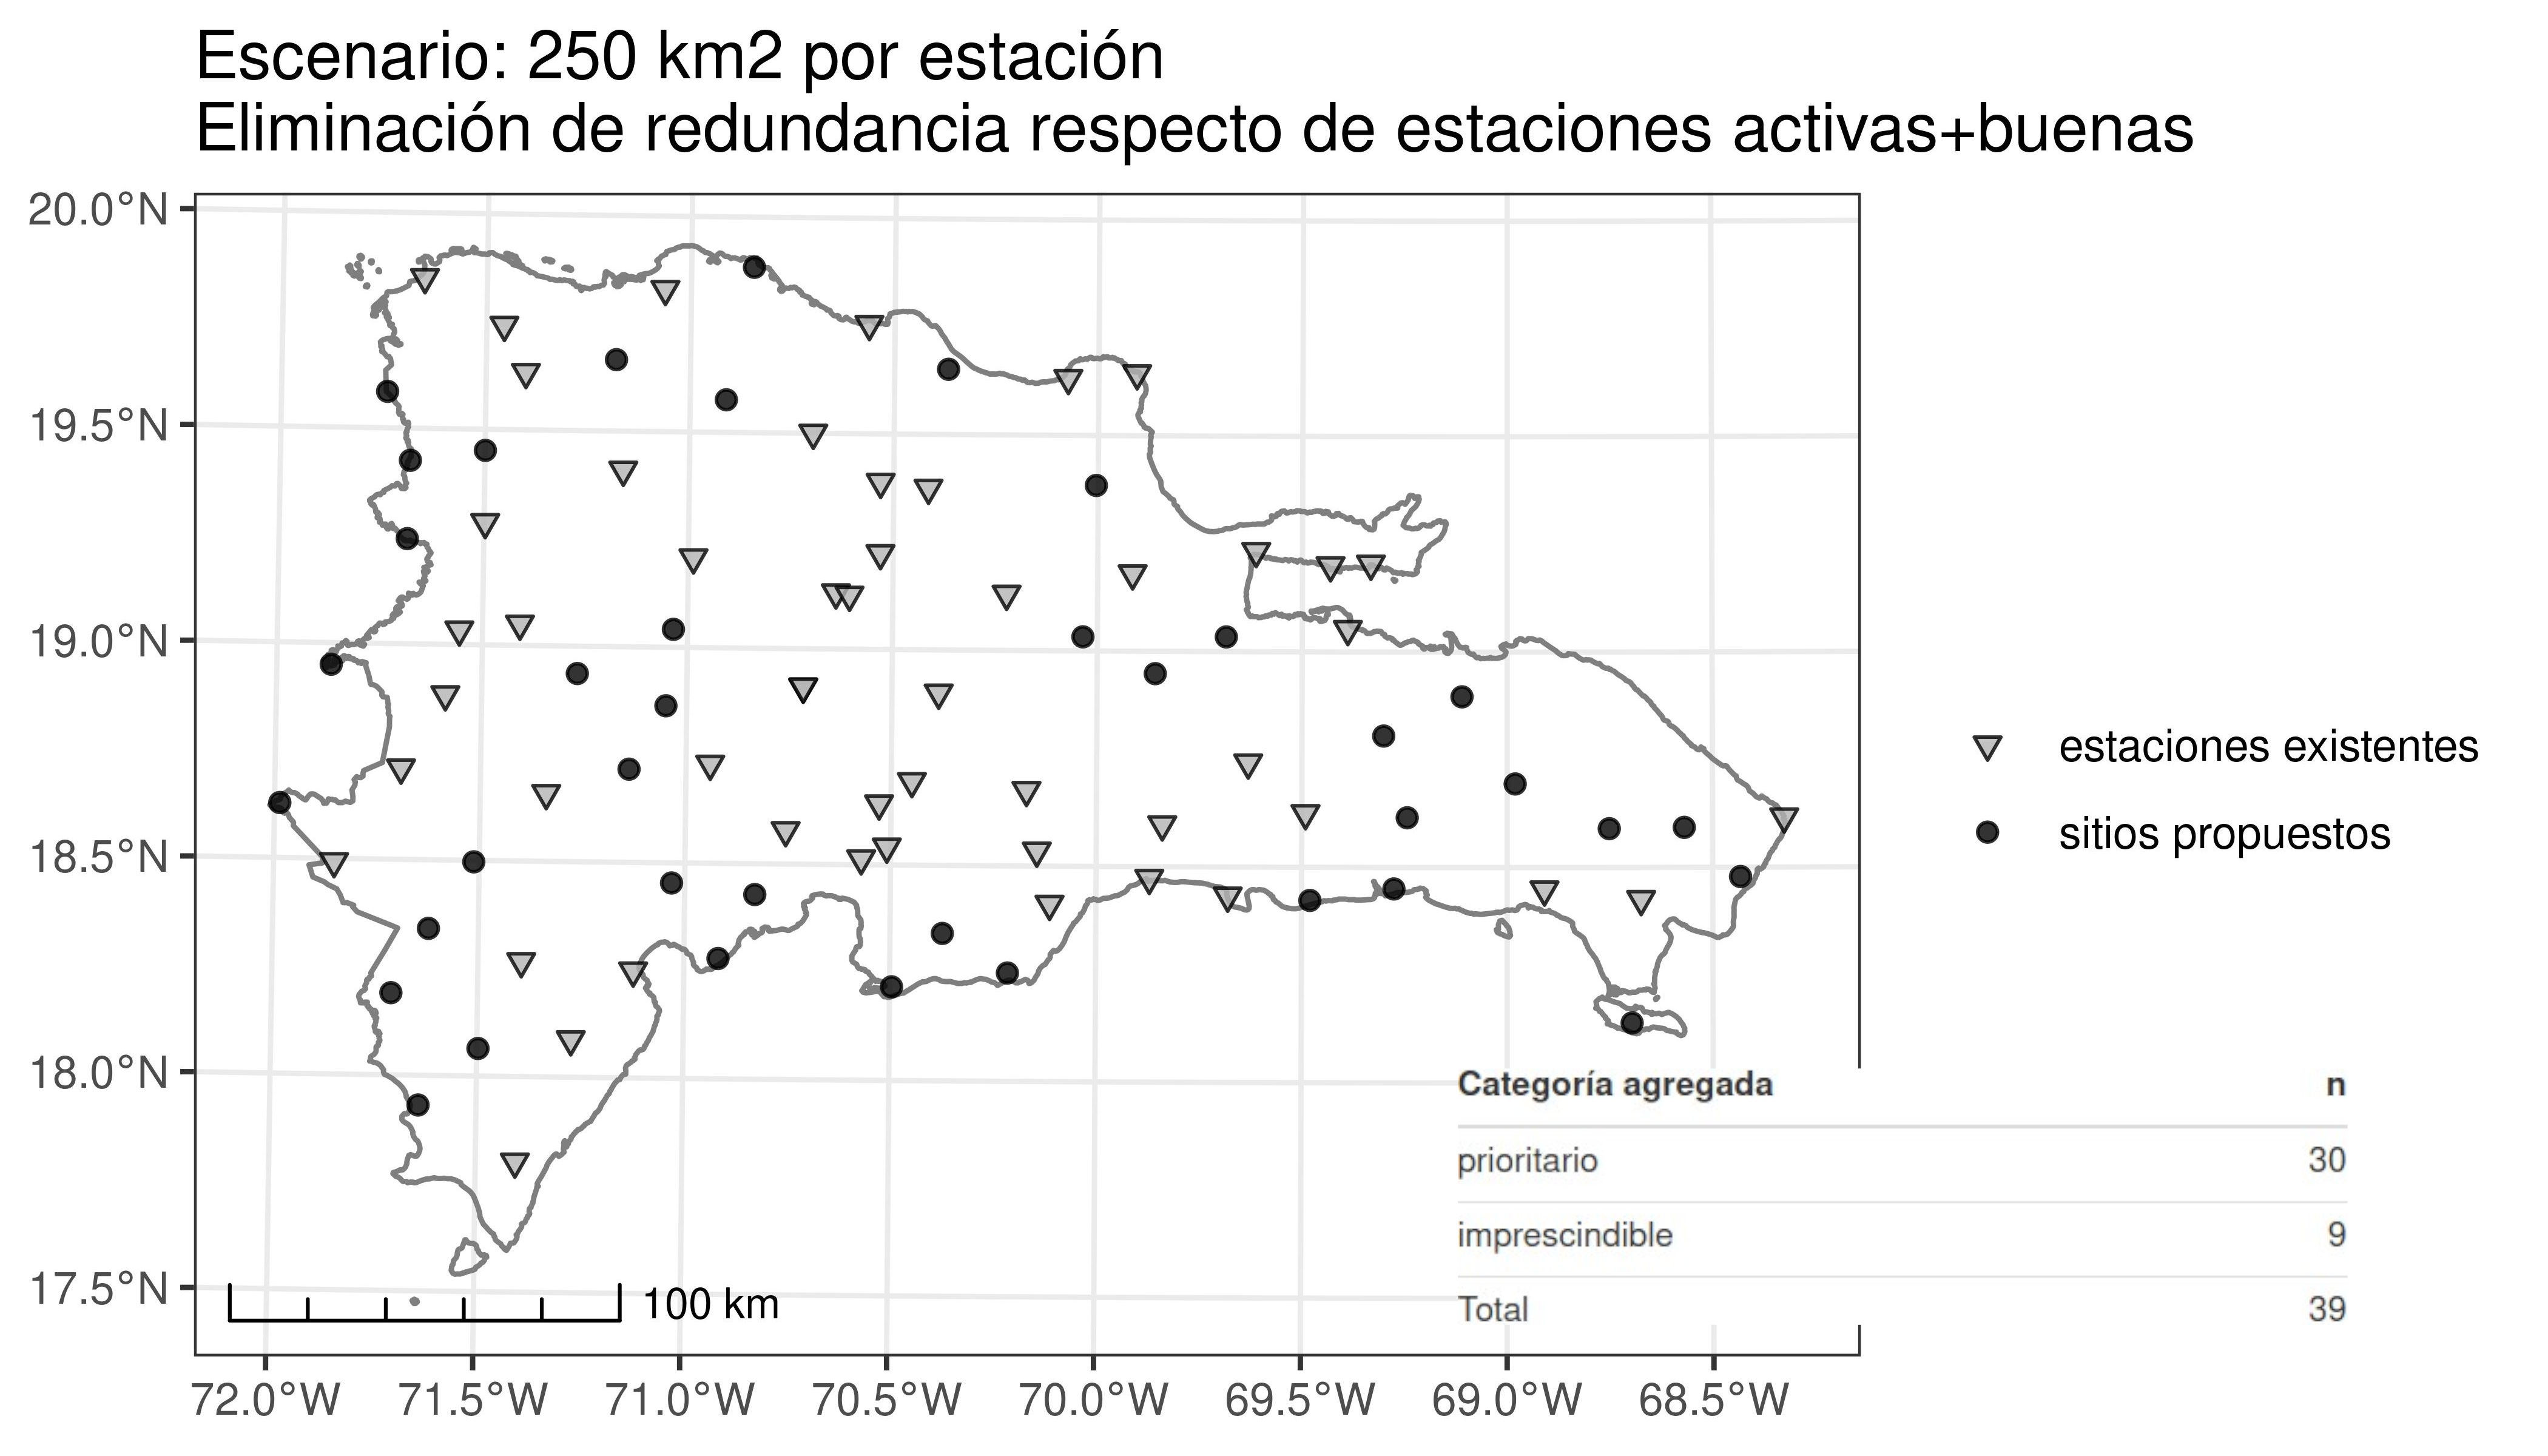 Escenario: 250 km2 por estación
Eliminación de redundancia respecto de estaciones activas+buenas
20.0°N
19.5°N
19.0°N
18.5°N
18.0°N
17.5°N
estaciones existentes
sitios propuestos
Categoría agregada n
prioritario 30
imprescindible 9
Total 39
100 km
72.0°W 71.5°W 71.0°W 70.5°W 70.0°W 69.5°W 69.0°W 68.5°W